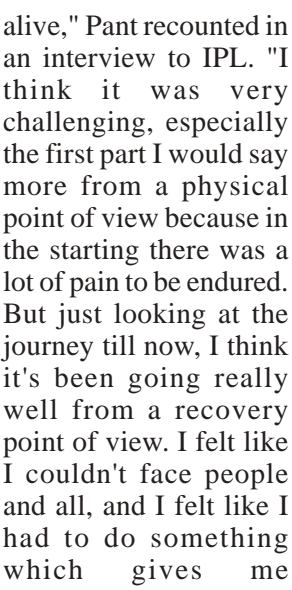 alive," Pant recounted in
an interview to IPL. "I
think it was very
challenging, especially
the first part I would say
more from a physical
point of view because in
the starting there was a
lot of pain to be endured.
But just looking at the
journey till now, I think
it's been going really
well from a recovery
point of view. I felt like
I couldn't face people
and all, and I felt like I
had to do something
which gives me